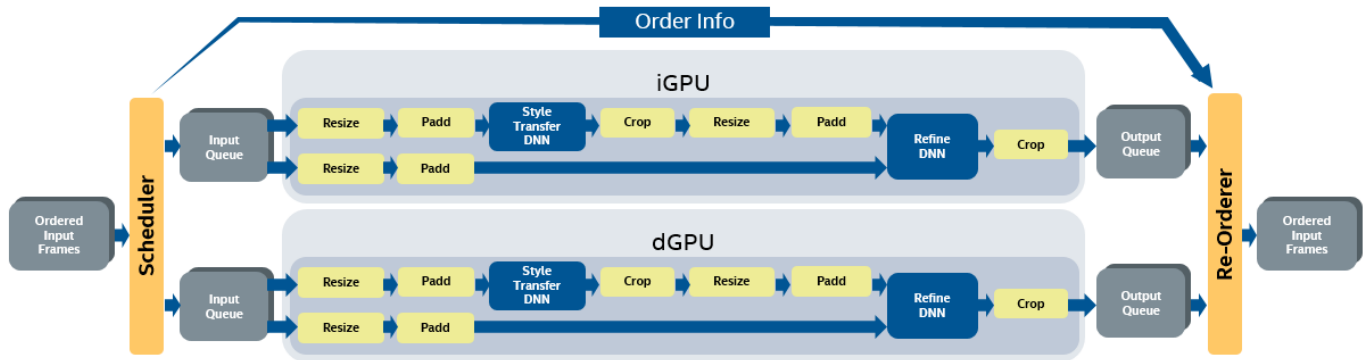 Order Info
iGPU
Resize
Padd
Style
Transfer
DNN
Crop
Resize
Padd
Input
Queue
Refine
DNN
Crop
Output
Queue
Resize
Padd
Ordered
Input
Frames
Scheduler
Re-Orderer
Ordered
Input
Frames
dGPU
Resize
Padd
Style
Transfer
DNN
Crop
Resize
Padd
Input
Queue
Refine
DNN
Crop
Output
Queue
Resize
Padd